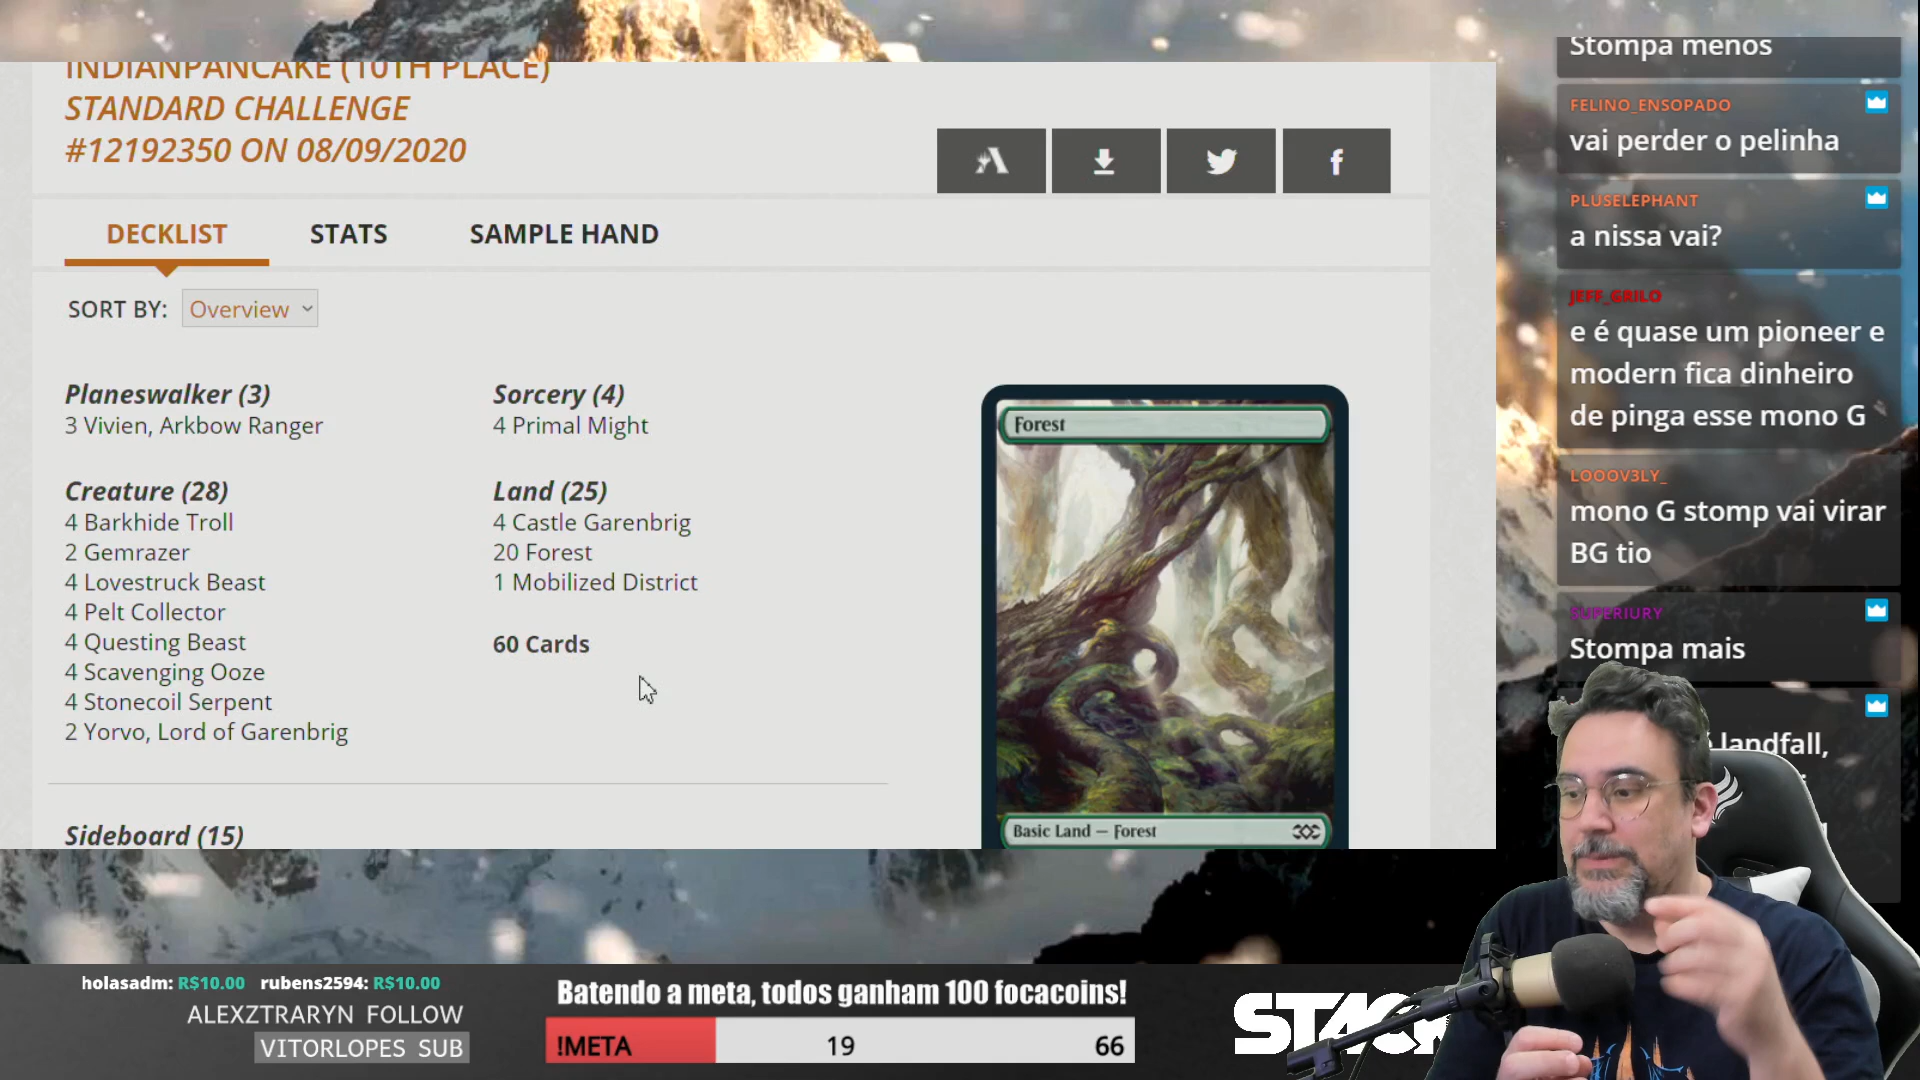 INDIANPANCAKE (10TH PLACE)
STANDARD CHALLENGE
#12192350 ON 08/09/2020
DECKLIST
STATS
SAMPLE HAND
SORT BY:
Overview
Planeswalker (3)
3 Vivien, Arkbow Ranger
Creature (28)
4 Barkhide Troll
2 Gemrazer
4 Lovestruck Beast
4 Pelt Collector
4 Questing Beast
4 Scavenging Ooze
4 Stonecoil Serpent
2 Yorvo, Lord of Garenbrig
Sorcery (4)
4 Primal Might
Land (25)
4 Castle Garenbrig
20 Forest
1 Mobilized District
60 Cards
Sideboard (15)
Forest
Basic Land — Forest
Stompa menos
FELINO_ENSOPADO
vai perder o pelinha
PLUSELEPHANT
a nissa vai?
JEFF_GRILO
e é quase um pioneer e
modern fica dinheiro
de pinga esse mono G
LOOOV3LY_
mono G stomp vai virar
BG tio
SUPERIURY
Stompa mais
landfall,
holasadm: R$10.00 rubens2594: R$10.00
ALEXZTRARYN FOLLOW
VITORLOPES SUB
Batendo a meta, todos ganham 100 focacoins!
!META
19
66